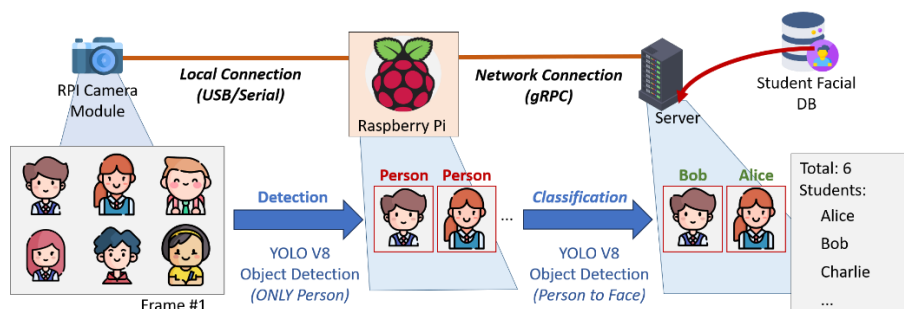 RPI Camera
Module
Local Connection
(USB/Serial)
Raspberry Pi
Network Connection
(gRPC)
Server
Student Facial
DB
Frame #1
Detection
YOLO V8
Object Detection
(ONLY Person)
Person
Person
...
Classification
YOLO V8
Object Detection
(Person to Face)
Bob
Alice
Total: 6
Students:
Alice
Bob
Charlie
...